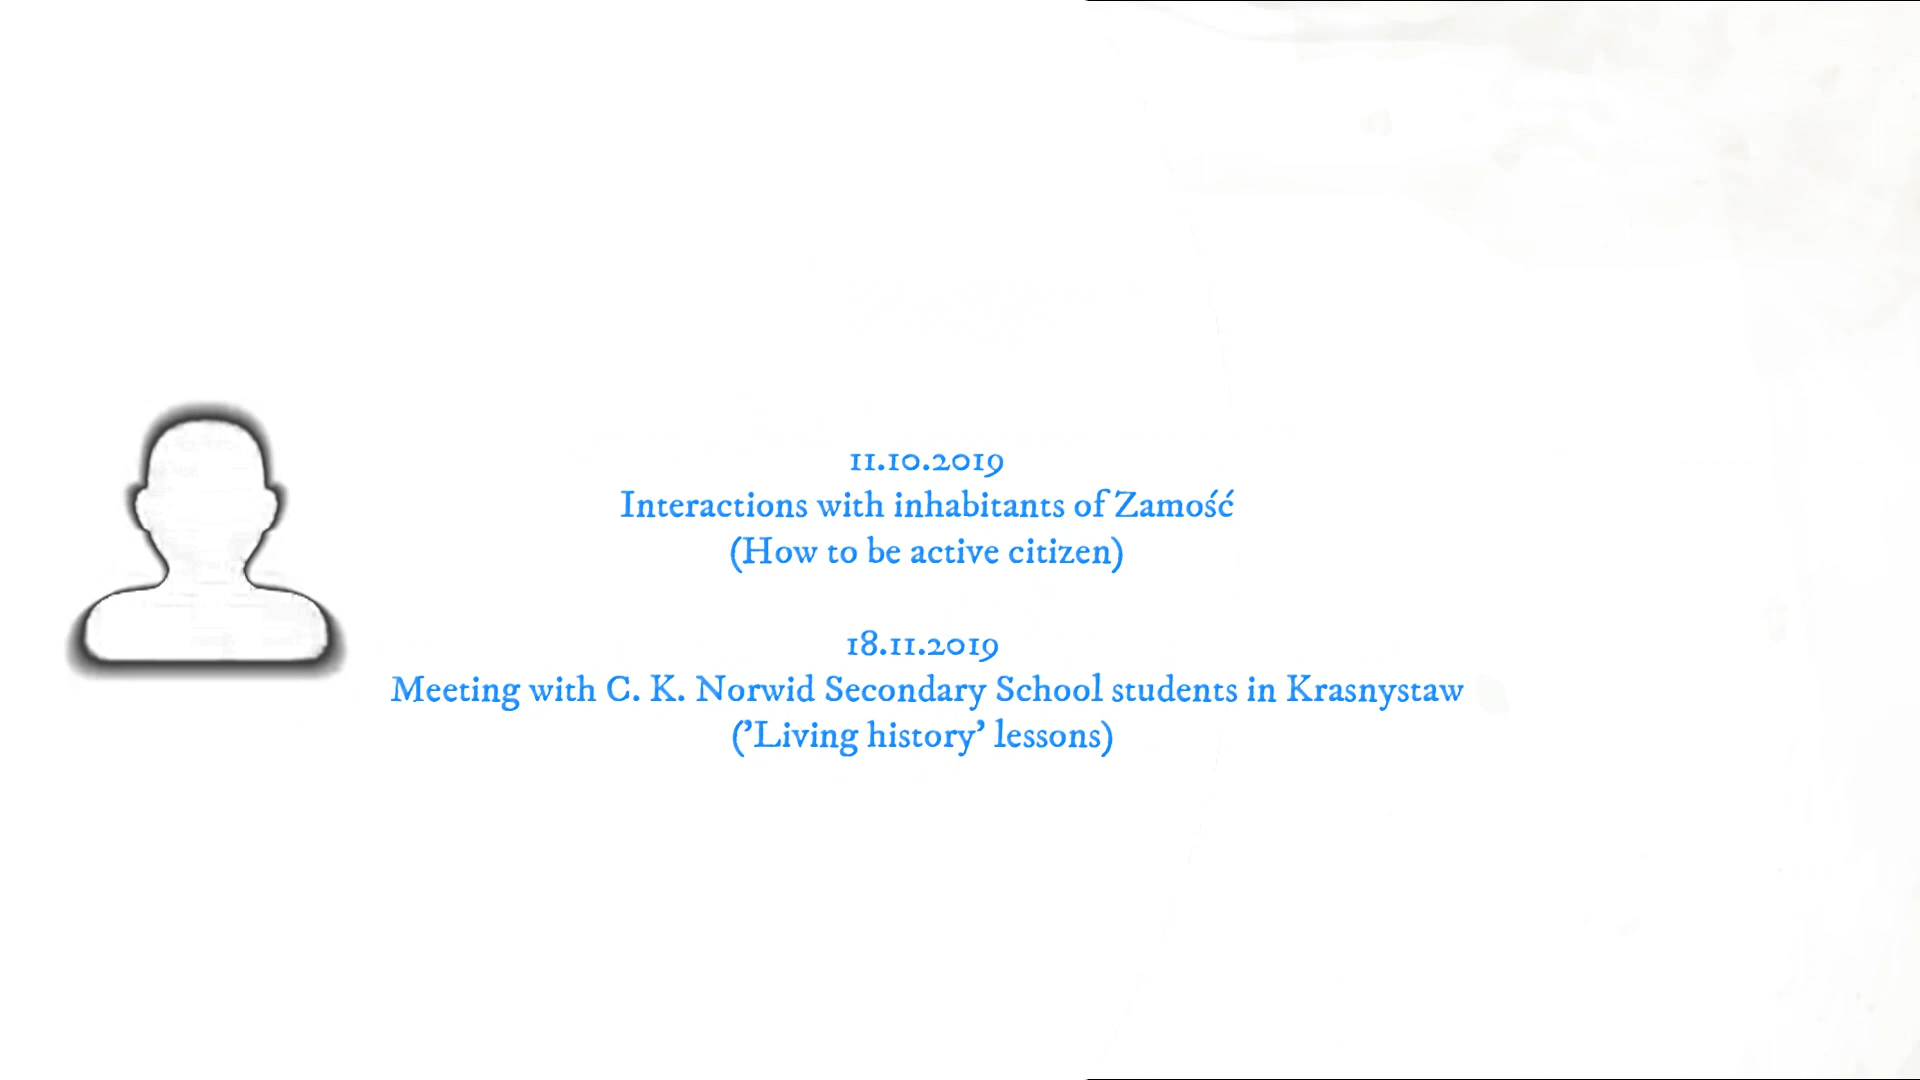 11.10.2019
Interactions with inhabitants of Zamość
(How to be active citizen)
18.11.2019
Meeting with C. K. Norwid Secondary School students in Krasnystaw
(’Living history’ lessons)